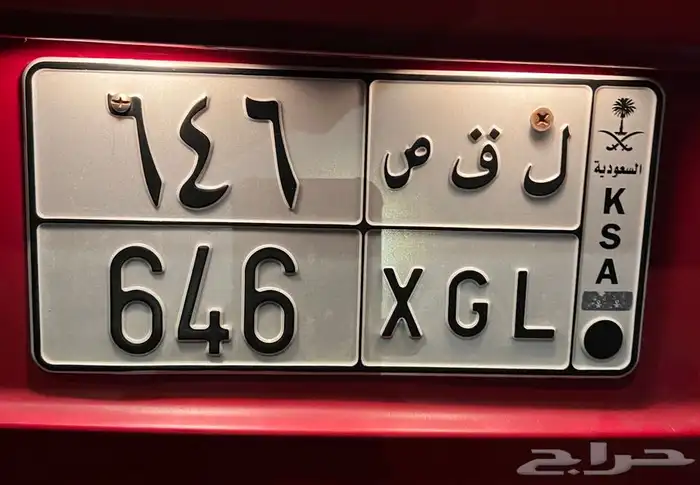 ٦٤٦ ل ق ص
646 XGL
السعودية
K
S
A
حراج